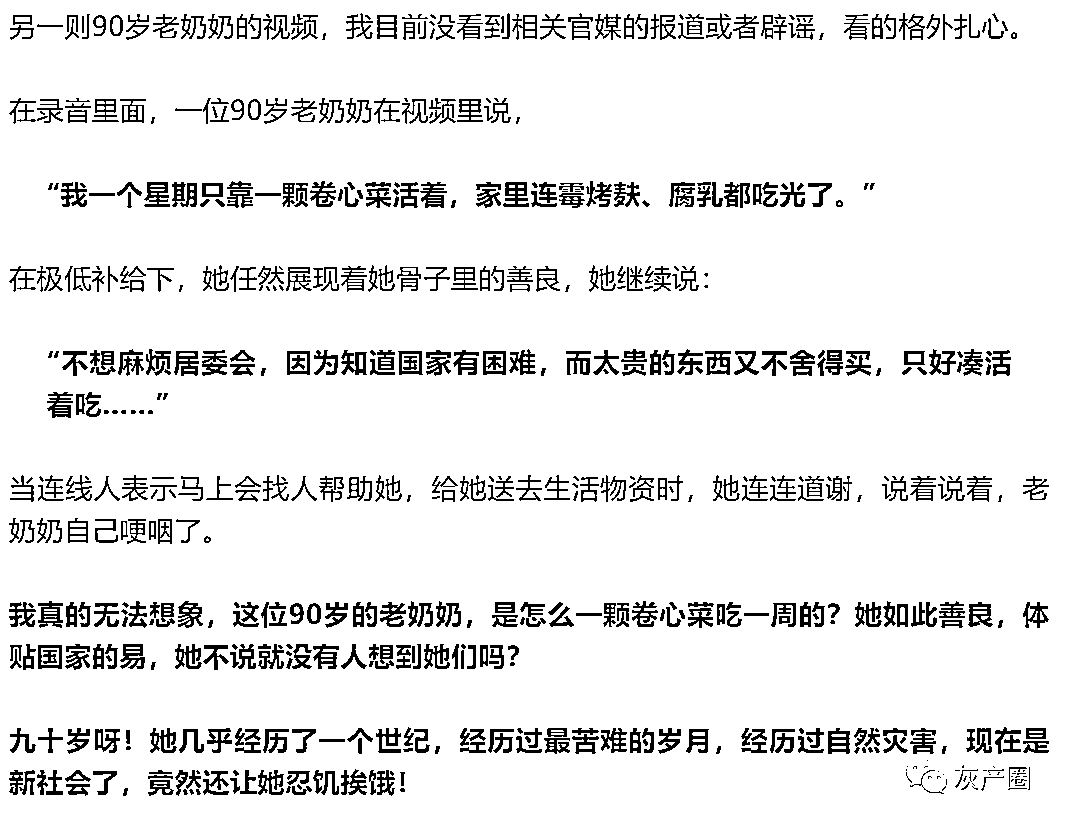 另一则90岁老奶奶的视频，我目前没看到相关官媒的报道或者辟谣，看的格外扎心。
在录音里面，一位90岁老奶奶在视频里说，
“我一个星期只靠一颗卷心菜活着，家里连霉烤麸、腐乳都吃光了。”
在极低补给下，她任然展现着她骨子里的善良，她继续说：
“不想麻烦居委会，因为知道国家有困难，而太贵的东西又不舍得买，只好凑活
着吃……”
当连线人表示马上会找人帮助她，给她送去生活物资时，她连连道谢，说着说着，老
奶奶自己哽咽了。
我真的无法想象，这位90岁的老奶奶，是怎么一颗卷心菜吃一周的？她如此善良，体
贴国家的易，她不说就没有人想到她们吗？
九十岁呀！她几乎经历了一个世纪，经历过最苦难的岁月，经历过自然灾害，现在是
新社会了，竟然还让她忍饥挨饿！
灰产圈